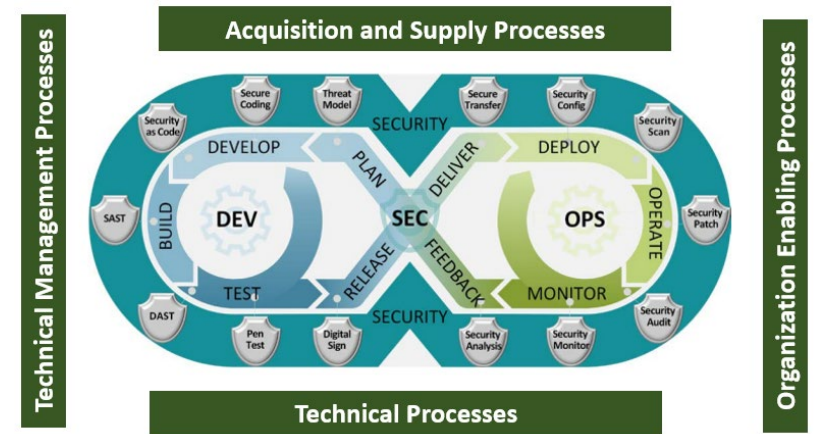 Acquisition and Supply Processes
Technical Management Processes
Organization Enabling Processes
Secure
Coding
Threat
Model
Secure
Transfer
Security
Config
Security
as Code
SECURITY
Security
Scan
DEVELOP
PLAN
DELIVER
DEPLOY
SAST
BUILD
DEV
SEC
OPS
OPERATE
Security
Patch
TEST
RELEASE
FEEDBACK
MONITOR
DAST
SECURITY
Security
Audit
Pen
Test
Digital
Sign
Security
Analysis
Security
Monitor
Technical Processes